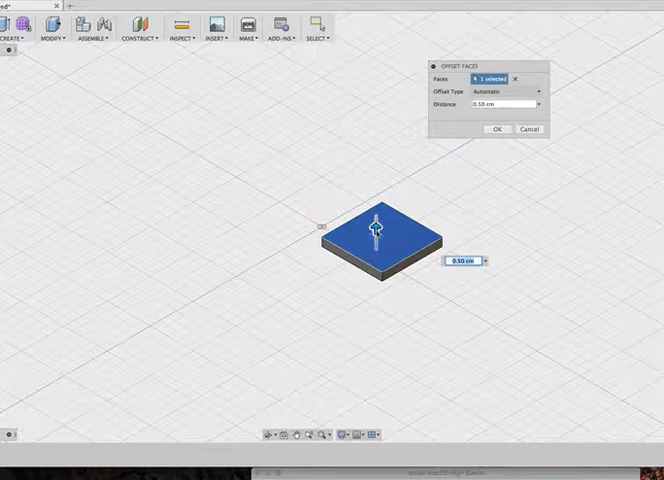 ed*
CREATE MODIFY ASSEMBLE CONSTRUCT INSPECT INSERT MAKE ADD-INS SELECT
OFFSET FACES
Faces 1 selected
Offset Type Automatic
Distance 0.50 cm
OK Cancel
0.50 cm